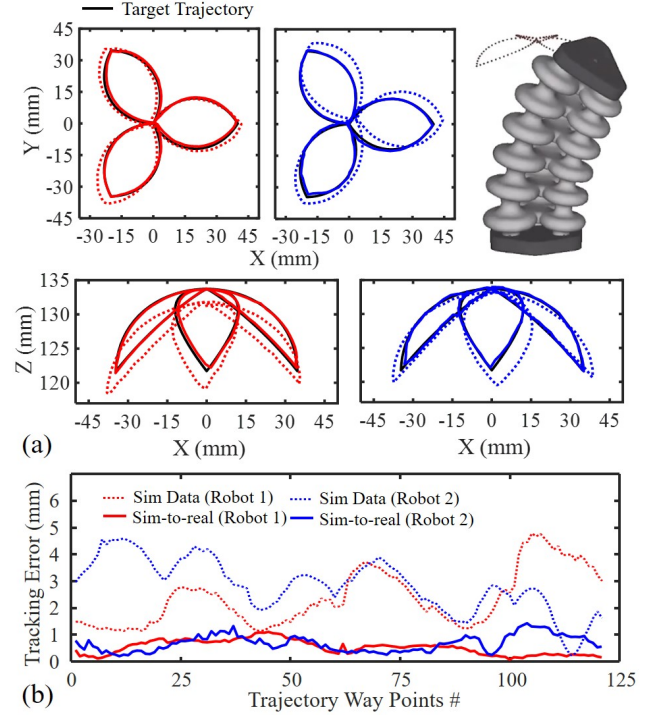 Target Trajectory
45
30
15
0
-15
-30
-45
Y (mm)
-30 -15 0 15 30 45
-30 -15 0 15 30 45
X (mm)
135
130
125
120
Z (mm)
-45 -30 -15 0 15 30 45
-45 -30 -15 0 15 30 45
X (mm)
X (mm)
(a)
6
5
4
3
2
1
0
Tracking Error (mm)
Sim Data (Robot 1) Sim Data (Robot 2)
Sim-to-real (Robot 1) Sim-to-real (Robot 2)
0 25 50 75 100 125
Trajectory Way Points #
(b)